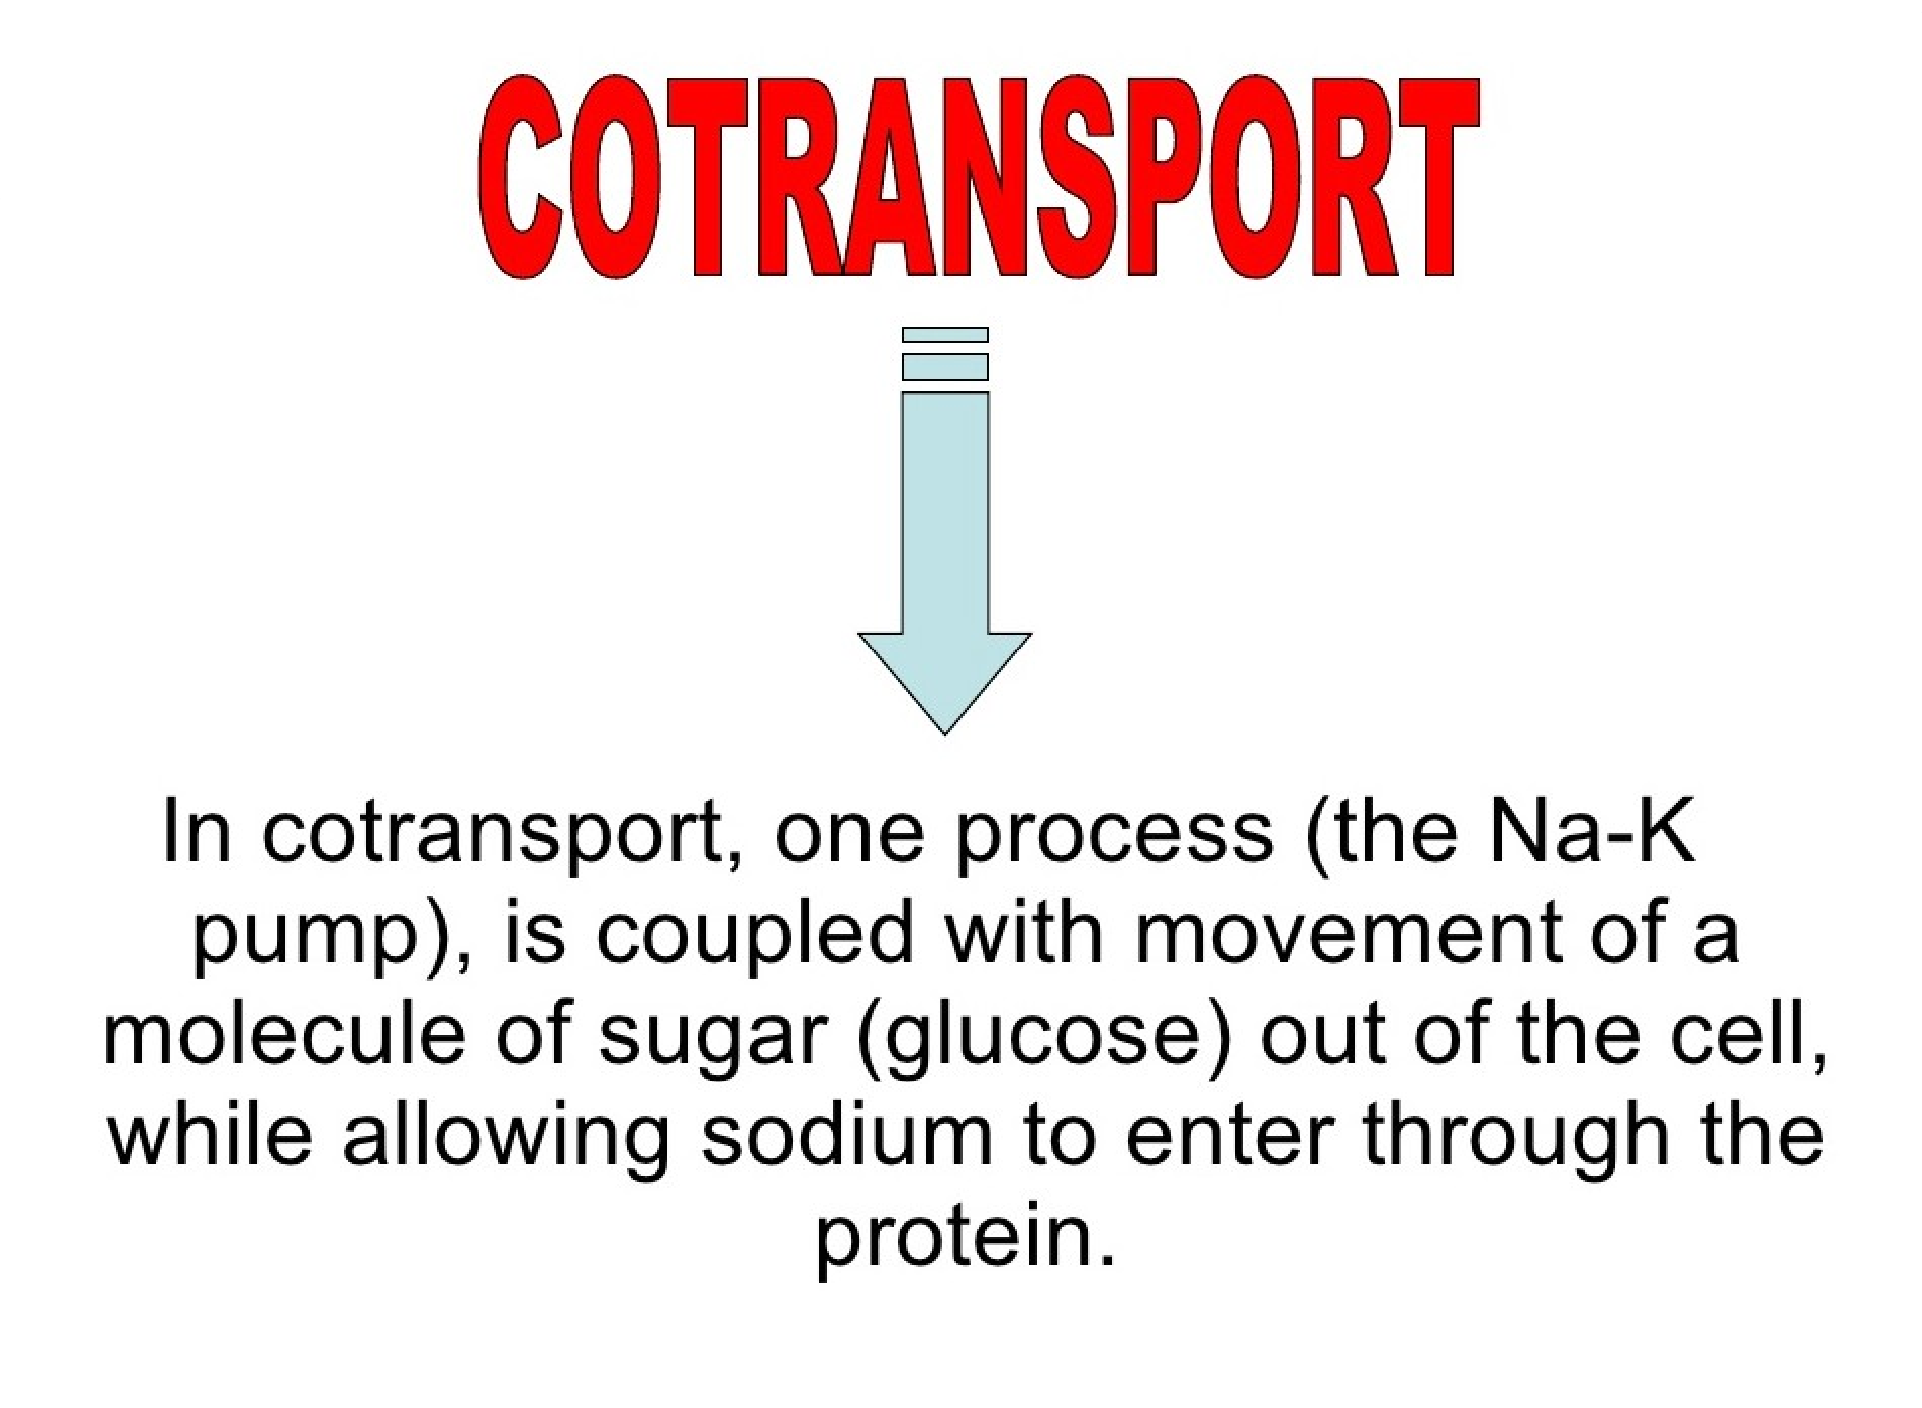 COTRANSPORT
In cotransport, one process (the Na-K
pump), is coupled with movement of a
molecule of sugar (glucose) out of the cell,
while allowing sodium to enter through the
protein.